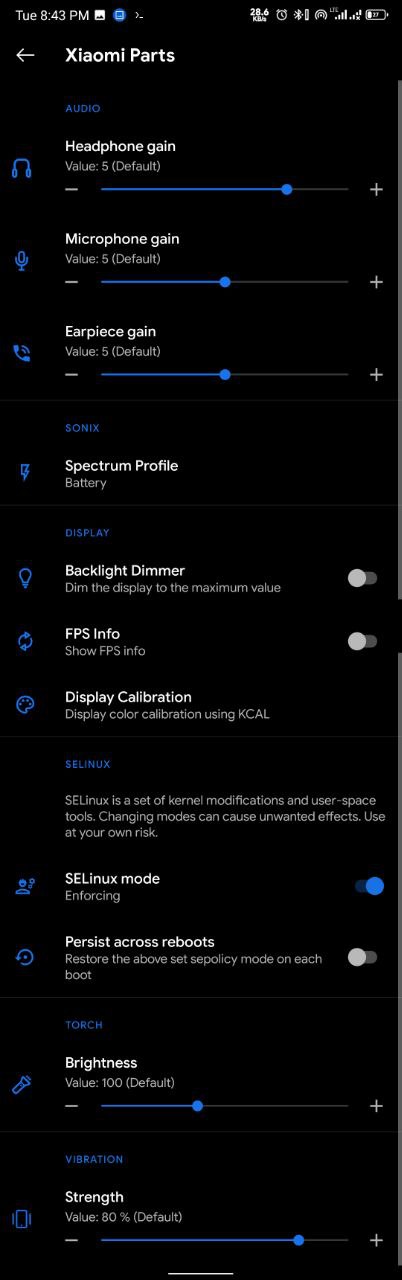 Tue 8:43 PM
28.6
KB/s
LTE
27
Xiaomi Parts
AUDIO
Headphone gain
Value: 5 (Default)
Microphone gain
Value: 5 (Default)
Earpiece gain
Value: 5 (Default)
SONIX
Spectrum Profile
Battery
DISPLAY
Backlight Dimmer
Dim the display to the maximum value
FPS Info
Show FPS info
Display Calibration
Display color calibration using KCAL
SELINUX
SELinux is a set of kernel modifications and user-space
tools. Changing modes can cause unwanted effects. Use
at your own risk.
SELinux mode
Enforcing
Persist across reboots
Restore the above set sepolicy mode on each
boot
TORCH
Brightness
Value: 100 (Default)
VIBRATION
Strength
Value: 80 % (Default)